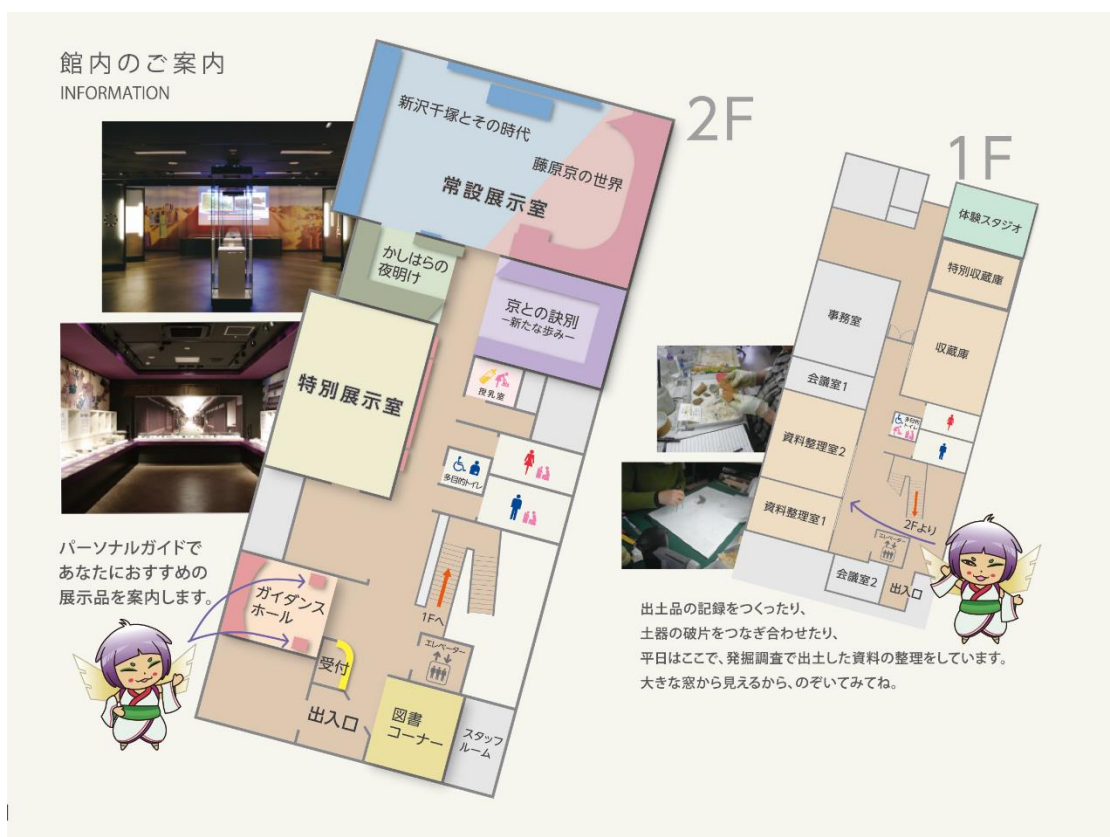 館内のご案内
INFORMATION
2F
新沢千塚とその時代
藤原京の世界
常設展示室
かしはらの
夜明け
京との訣別
―新たな歩み―
特別展示室
授乳室
多目的トイレ
ガイダンス
ホール
1Fへ
エレベーター
受付
出入口
図書
コーナー
スタッフ
ルーム
パーソナルガイドで
あなたにおすすめの
展示品を案内します。
1F
体験スタジオ
特別収蔵庫
事務室
収蔵庫
会議室1
多目的
トイレ
資料整理室2
資料整理室1
2Fより
エレベーター
会議室2
出入口
出土品の記録をつくったり、
土器の破片をつなぎ合わせたり、
平日はここで、発掘調査で出土した資料の整理をしています。
大きな窓から見えるから、のぞいてみてね。